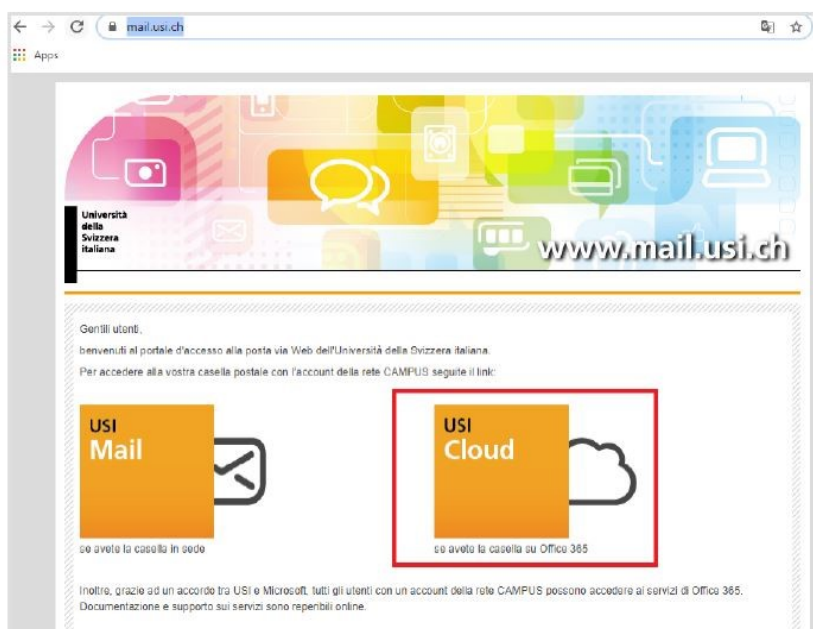 mail.usi.ch
Apps
Università
della
Svizzera
italiana
www.mail.usi.ch
Gentili utenti,
benvenuti al portale d'accesso alla posta via Web dell'Università della Svizzera italiana.
Per accedere alla vostra casella postale con l'account della rete CAMPUS seguite il link:
USI
Mail
se avete la casella in sede
USI
Cloud
se avete la casella su Office 365
Inoltre, grazie ad un accordo tra USI e Microsoft, tutti gli utenti con un account della rete CAMPUS possono accedere ai servizi di Office 365.
Documentazione e supporto sui servizi sono reperibili online.